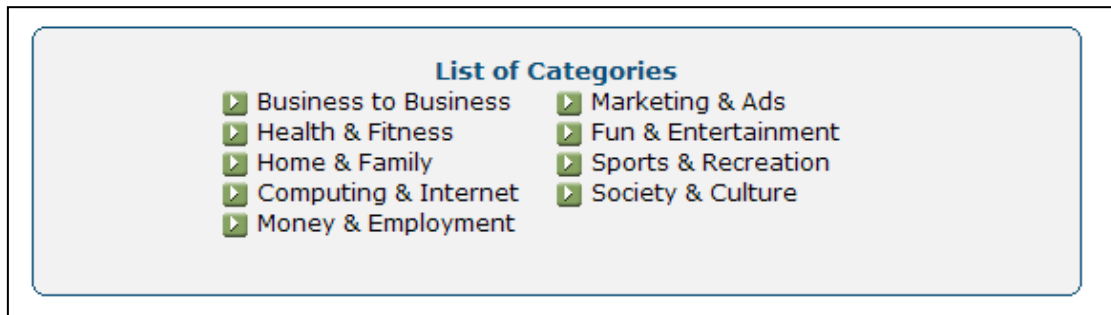 List of Categories
Business to Business
Health & Fitness
Home & Family
Computing & Internet
Money & Employment
Marketing & Ads
Fun & Entertainment
Sports & Recreation
Society & Culture